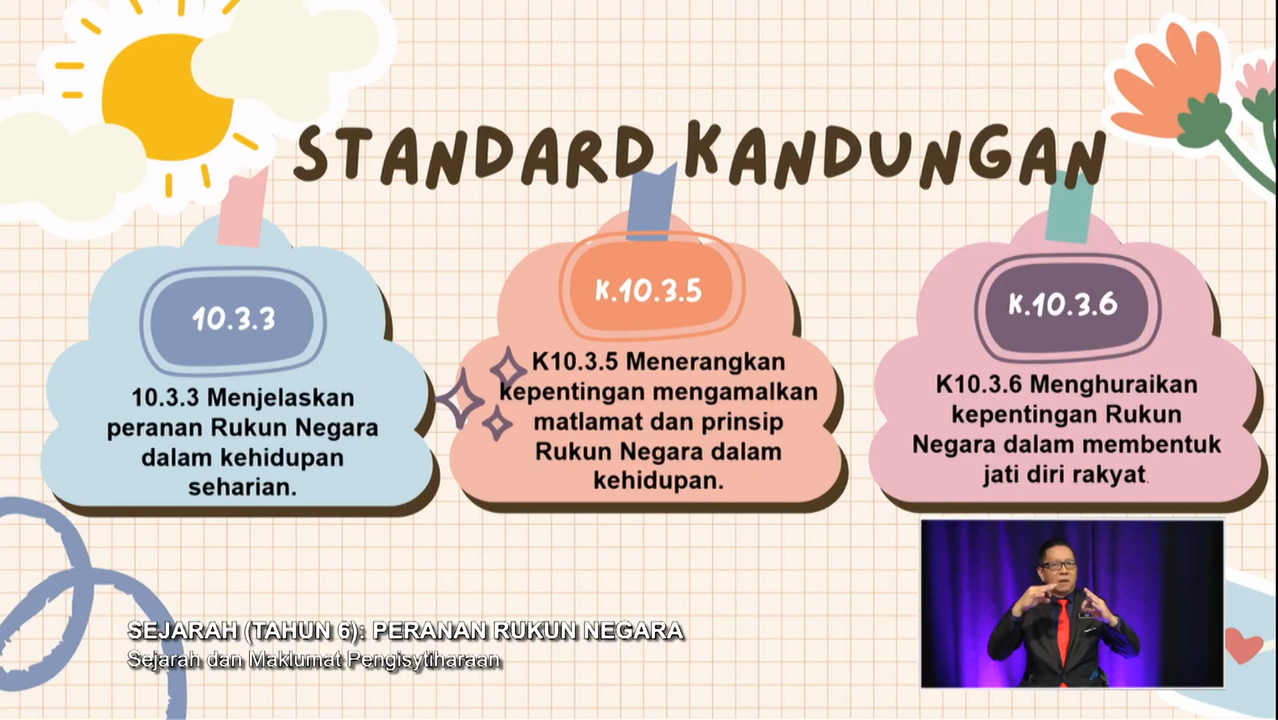 STANDARD KANDUNGAN
10.3.3
10.3.3 Menjelaskan
peranan Rukun Negara
dalam kehidupan
seharian.
K.10.3.5
K10.3.5 Menerangkan
kepentingan mengamalkan
matlamat dan prinsip
Rukun Negara dalam
kehidupan.
K.10.3.6
K10.3.6 Menghuraikan
kepentingan Rukun
Negara dalam membentuk
jati diri rakyat.
SEJARAH (TAHUN 6): PERANAN RUKUN NEGARA
Sejarah dan Maklumat Pengisytiharaan